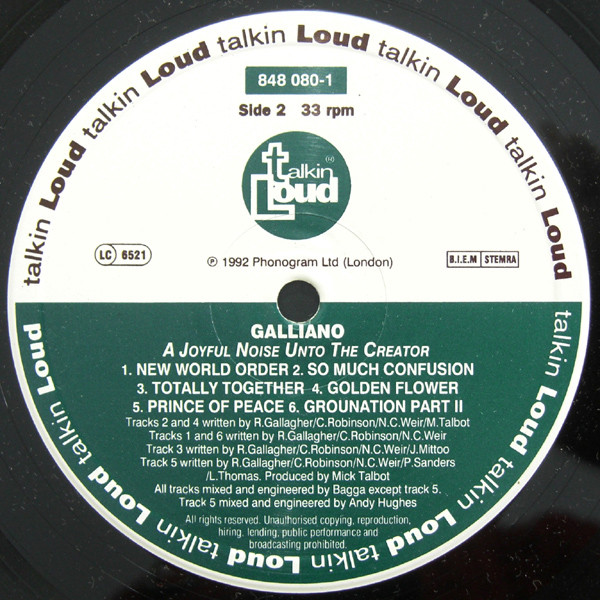 talkin Loud talkin Loud talkin Loud talkin Loud talkin Loud
848 080-1
Side 2 33 rpm
talkin
Loud
LC 6521
℗ 1992 Phonogram Ltd (London)
B.I.E.M STEMRA
GALLIANO
A JOYFUL NOISE UNTO THE CREATOR
1. NEW WORLD ORDER 2. SO MUCH CONFUSION
3. TOTALLY TOGETHER 4. GOLDEN FLOWER
5. PRINCE OF PEACE 6. GROUNATION PART II
Tracks 2 and 4 written by R.Gallagher/C.Robinson/N.C.Weir/M.Talbot
Tracks 1 and 6 written by R.Gallagher/C.Robinson/N.C.Weir
Track 3 written by R.Gallagher/C.Robinson/N.C.Weir/J.Mittoo
Track 5 written by R.Gallagher/C.Robinson/N.C.Weir/P.Sanders
/L.Thomas. Produced by Mick Talbot
All tracks mixed and engineered by Bagga except track 5.
Track 5 mixed and engineered by Andy Hughes
All rights reserved. Unauthorised copying, reproduction,
hiring, lending, public performance and
broadcasting prohibited.
talkin Loud talkin Loud talkin Loud talkin Loud talkin Loud